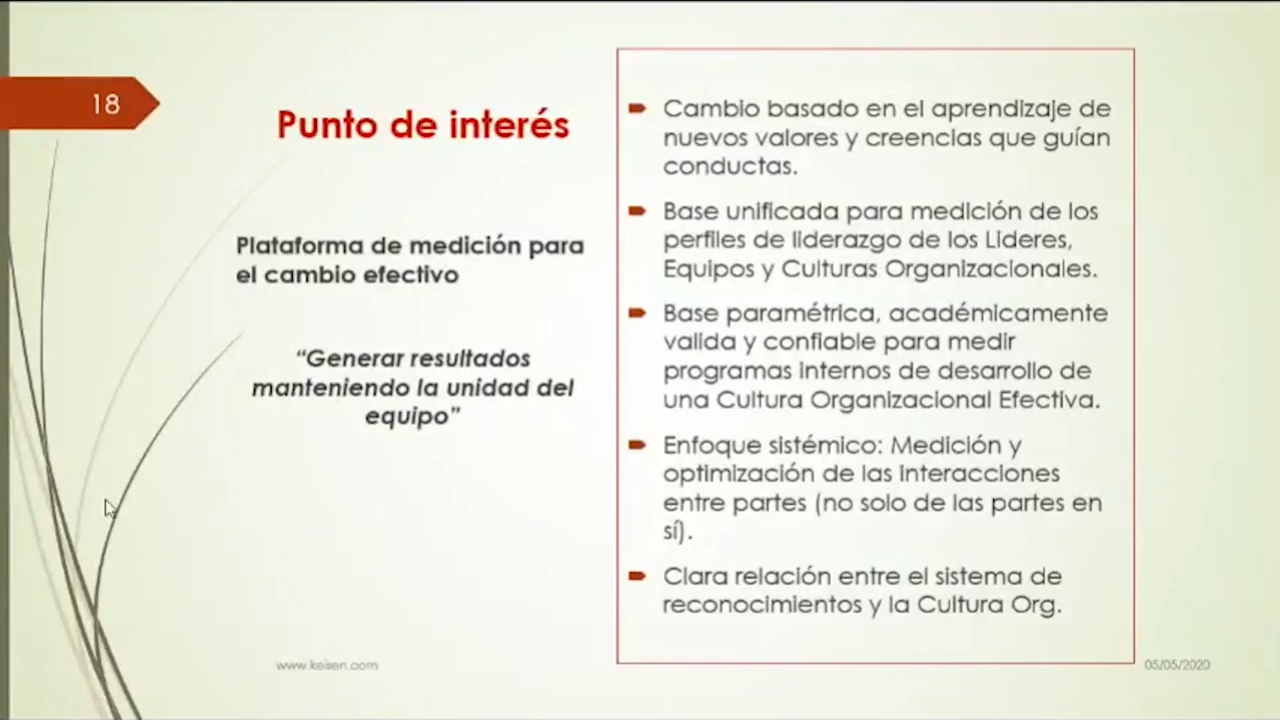 18
Punto de interés
Plataforma de medición para
el cambio efectivo
“Generar resultados
manteniendo la unidad del
equipo”
Cambio basado en el aprendizaje de
nuevos valores y creencias que guían
conductas.
Base unificada para medición de los
perfiles de liderazgo de los Lideres,
Equipos y Culturas Organizacionales.
Base paramétrica, académicamente
valida y confiable para medir
programas internos de desarrollo de
una Cultura Organizacional Efectiva.
Enfoque sistémico: Medición y
optimización de las interacciones
entre partes (no solo de las partes en
sí).
Clara relación entre el sistema de
reconocimientos y la Cultura Org.
www.keisen.com
05/05/2020